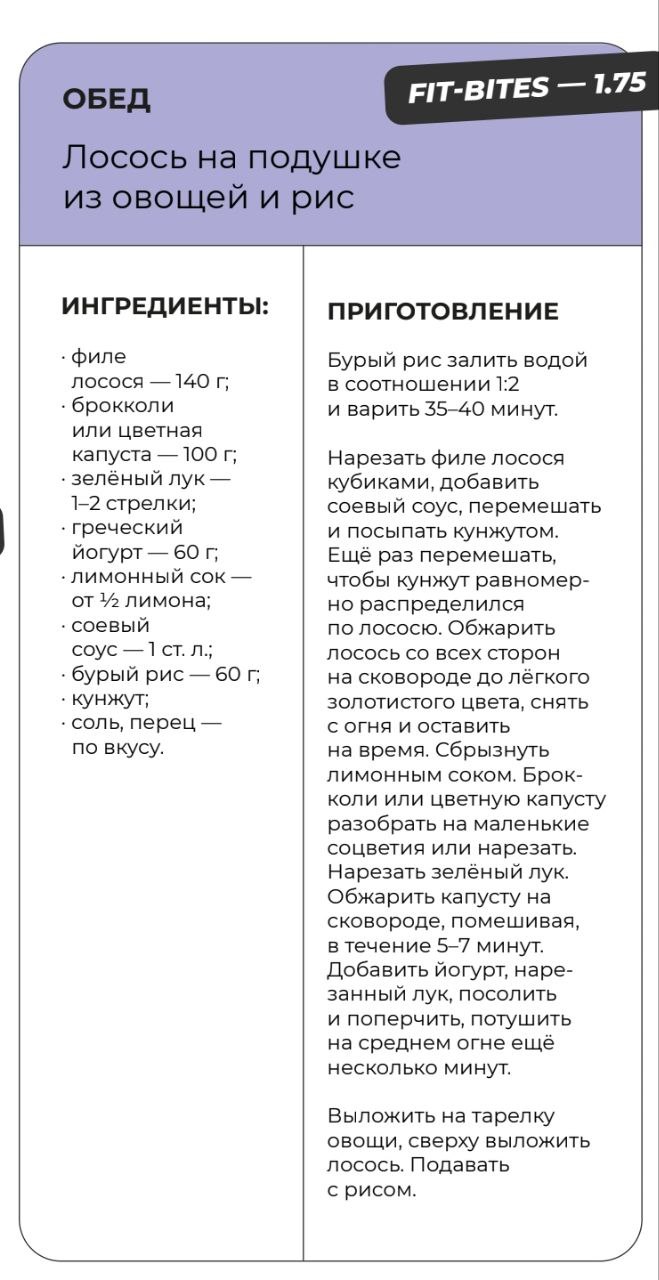 ОБЕД
FIT-BITES — 1.75
Лосось на подушке
из овощей и рис
ИНГРЕДИЕНТЫ:
· филе
лосося — 140 г;
· брокколи
или цветная
капуста — 100 г;
· зелёный лук —
1–2 стрелки;
· греческий
йогурт — 60 г;
· лимонный сок —
от ½ лимона;
· соевый
соус — 1 ст. л.;
· бурый рис — 60 г;
· кунжут;
· соль, перец —
по вкусу.
ПРИГОТОВЛЕНИЕ
Бурый рис залить водой
в соотношении 1:2
и варить 35–40 минут.
Нарезать филе лосося
кубиками, добавить
соевый соус, перемешать
и посыпать кунжутом.
Ещё раз перемешать,
чтобы кунжут равномер-
но распределился
по лососю. Обжарить
лосось со всех сторон
на сковороде до лёгкого
золотистого цвета, снять
с огня и оставить
на время. Сбрызнуть
лимонным соком. Брок-
коли или цветную капусту
разобрать на маленькие
соцветия или нарезать.
Нарезать зелёный лук.
Обжарить капусту на
сковороде, помешивая,
в течение 5–7 минут.
Добавить йогурт, наре-
занный лук, посолить
и поперчить, потушить
на среднем огне ещё
несколько минут.
Выложить на тарелку
овощи, сверху выложить
лосось. Подавать
с рисом.